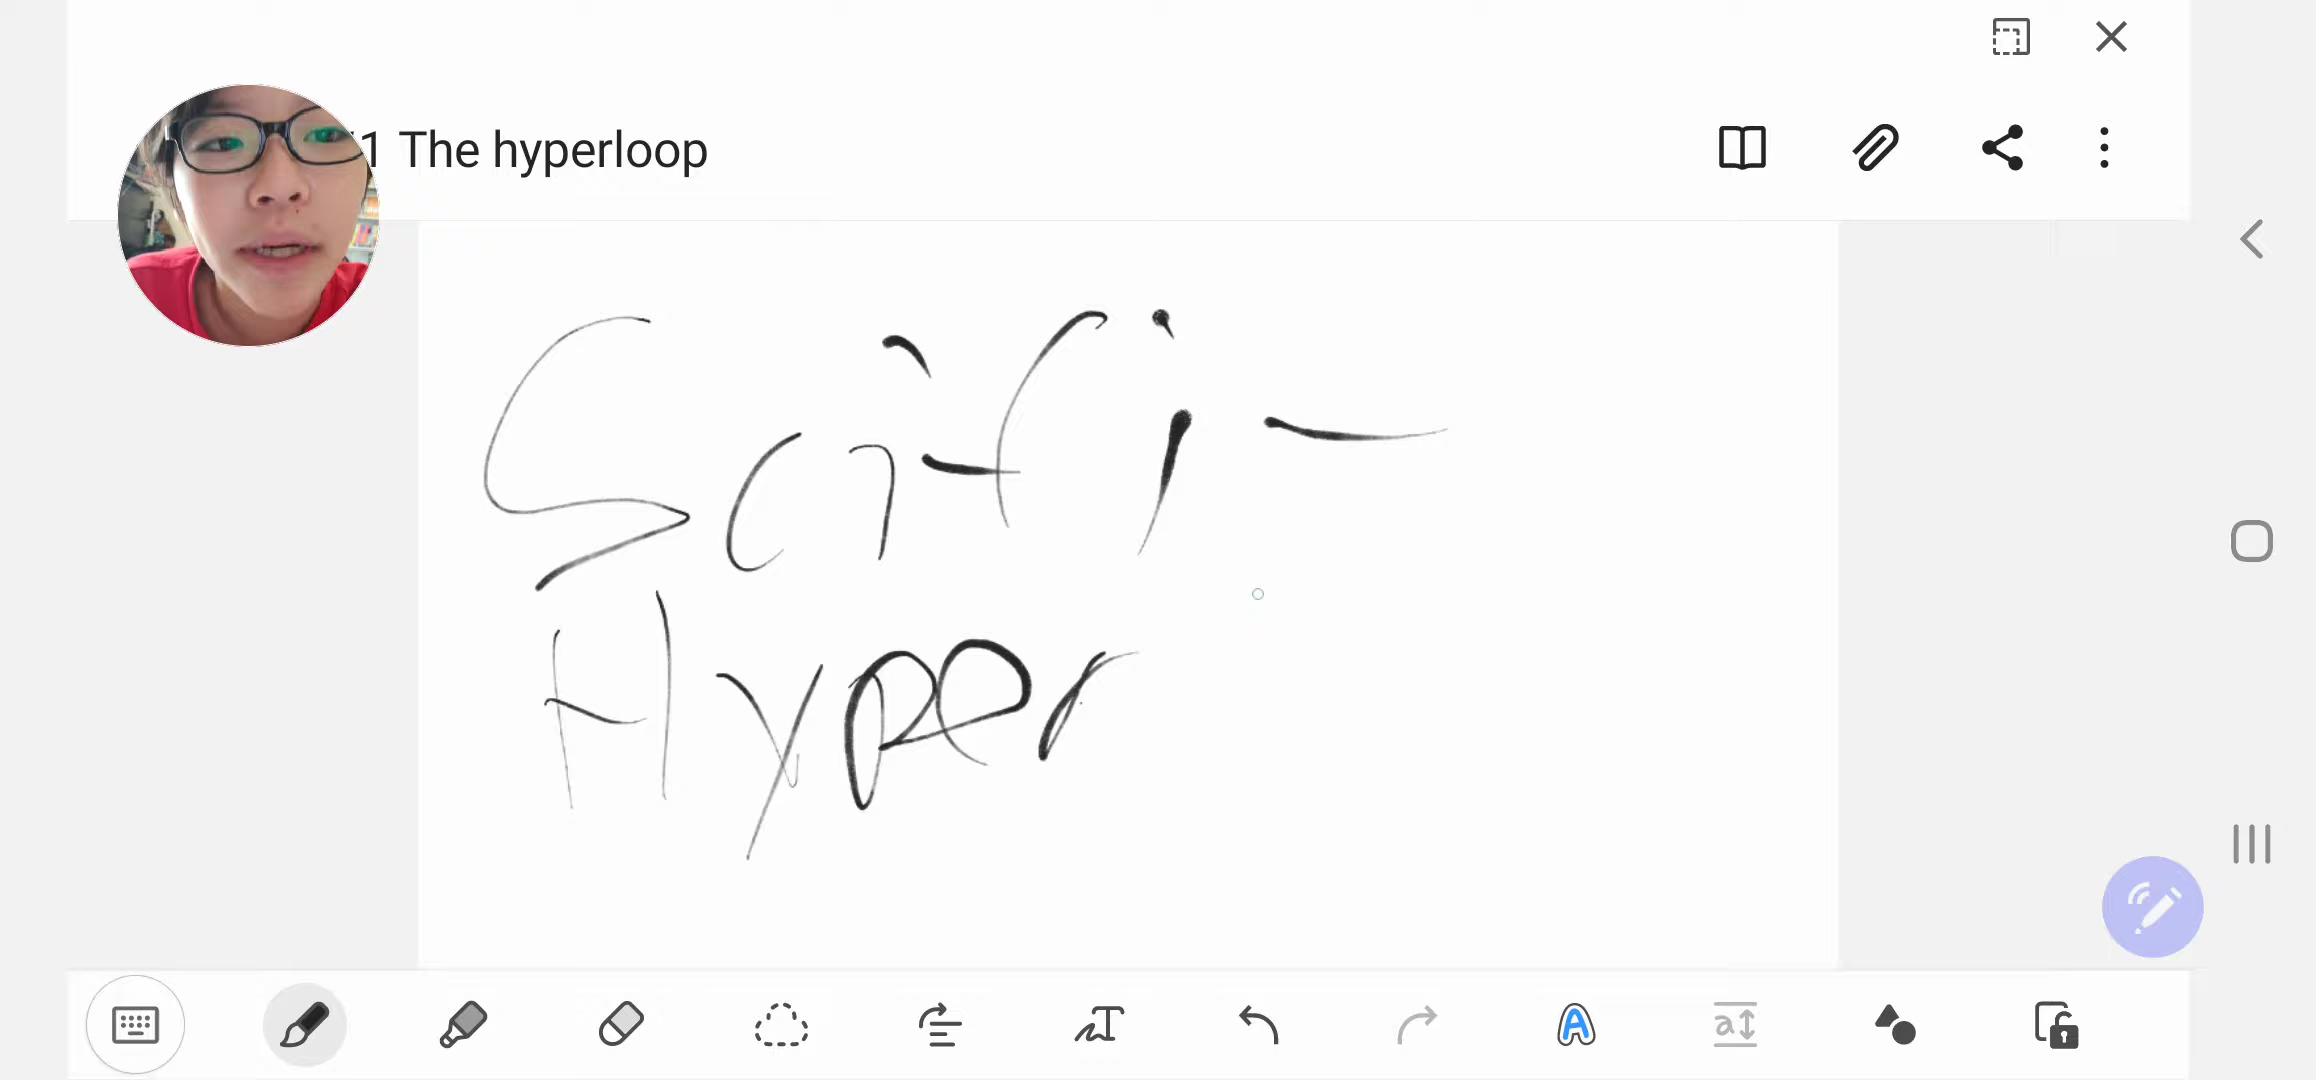 1 The hyperloop
Sci-fi -
Hyper